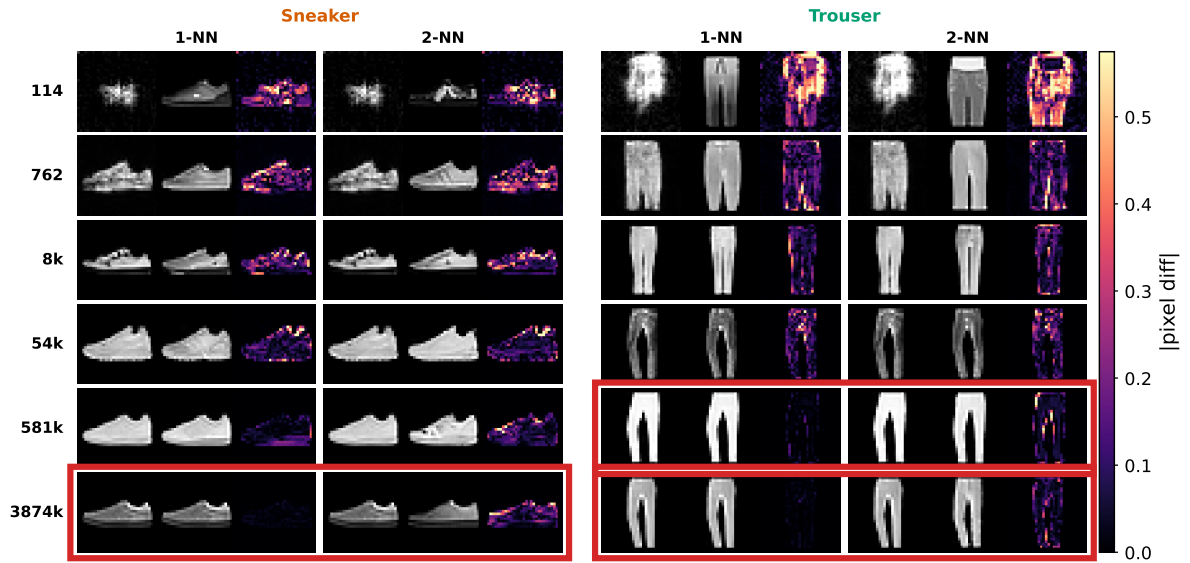 Sneaker Trouser
1-NN 2-NN 1-NN 2-NN
114
762
8k
54k
581k
3874k
0.5
0.4
0.3
0.2
0.1
0.0
|pixel diff|